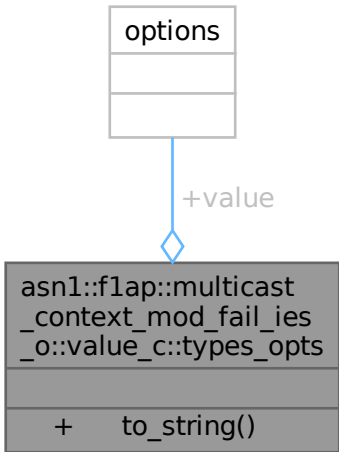 options
+value
asn1::f1ap::multicast
_context_mod_fail_ies
_o::value_c::types_opts
+ to_string()